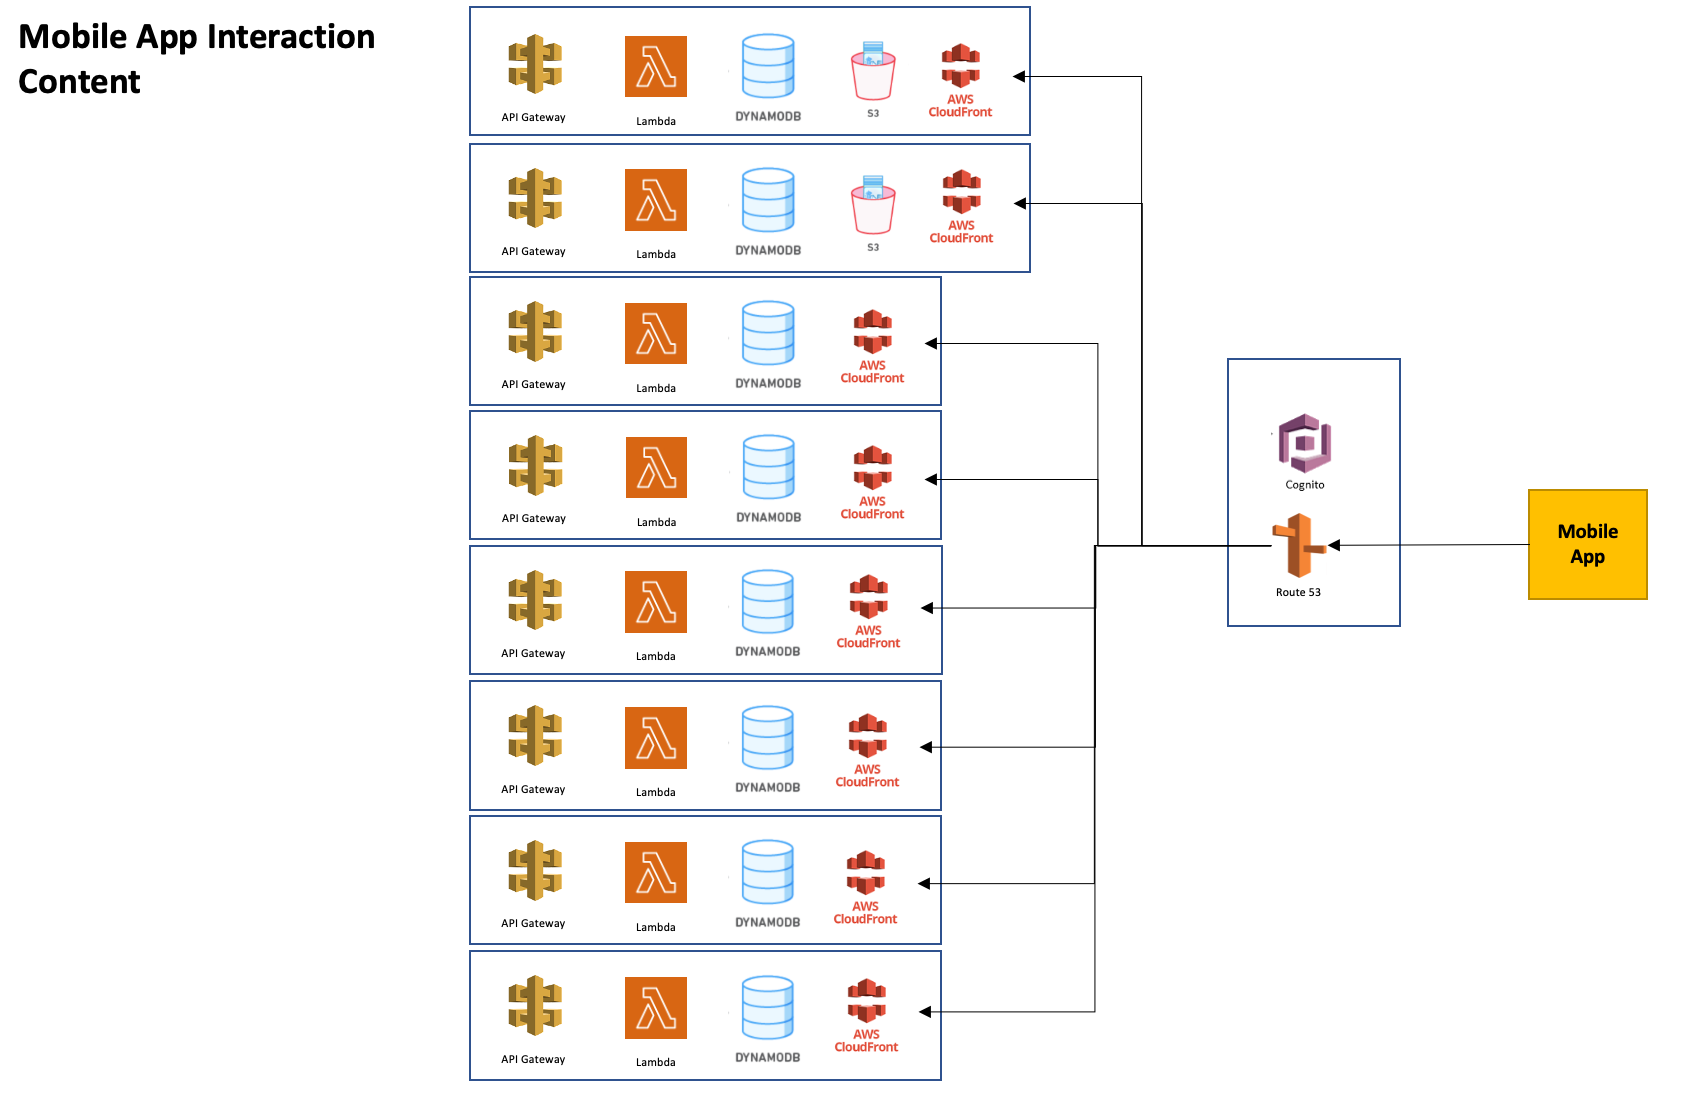 Mobile App Interaction
Content
API Gateway
Lambda
DYNAMODB
S3
AWS
CloudFront
API Gateway
Lambda
DYNAMODB
S3
AWS
CloudFront
API Gateway
Lambda
DYNAMODB
AWS
CloudFront
API Gateway
Lambda
DYNAMODB
AWS
CloudFront
API Gateway
Lambda
DYNAMODB
AWS
CloudFront
API Gateway
Lambda
DYNAMODB
AWS
CloudFront
API Gateway
Lambda
DYNAMODB
AWS
CloudFront
API Gateway
Lambda
DYNAMODB
AWS
CloudFront
Cognito
Route 53
Mobile
App